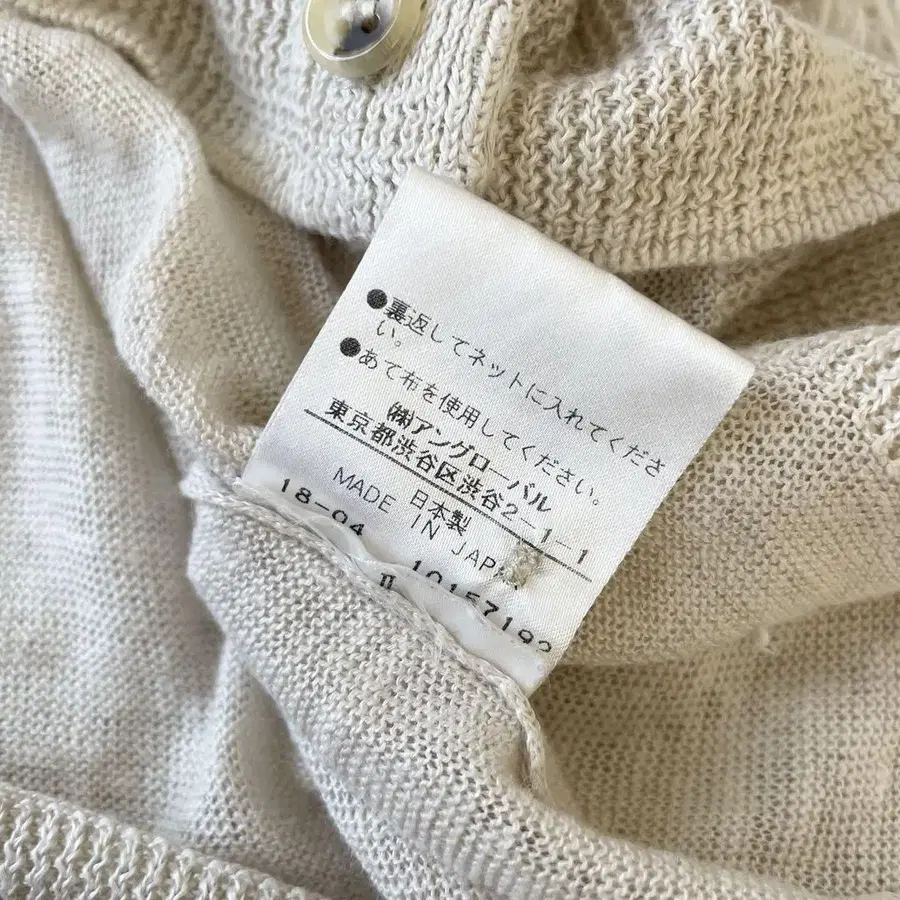 ●裏返してネットに入れてくださ
い。
●あて布を使用してください。
㈱アングローバル
東京都渋谷区渋谷2-1-1
日本製
MADE IN JAPAN
18-04
II 10157192